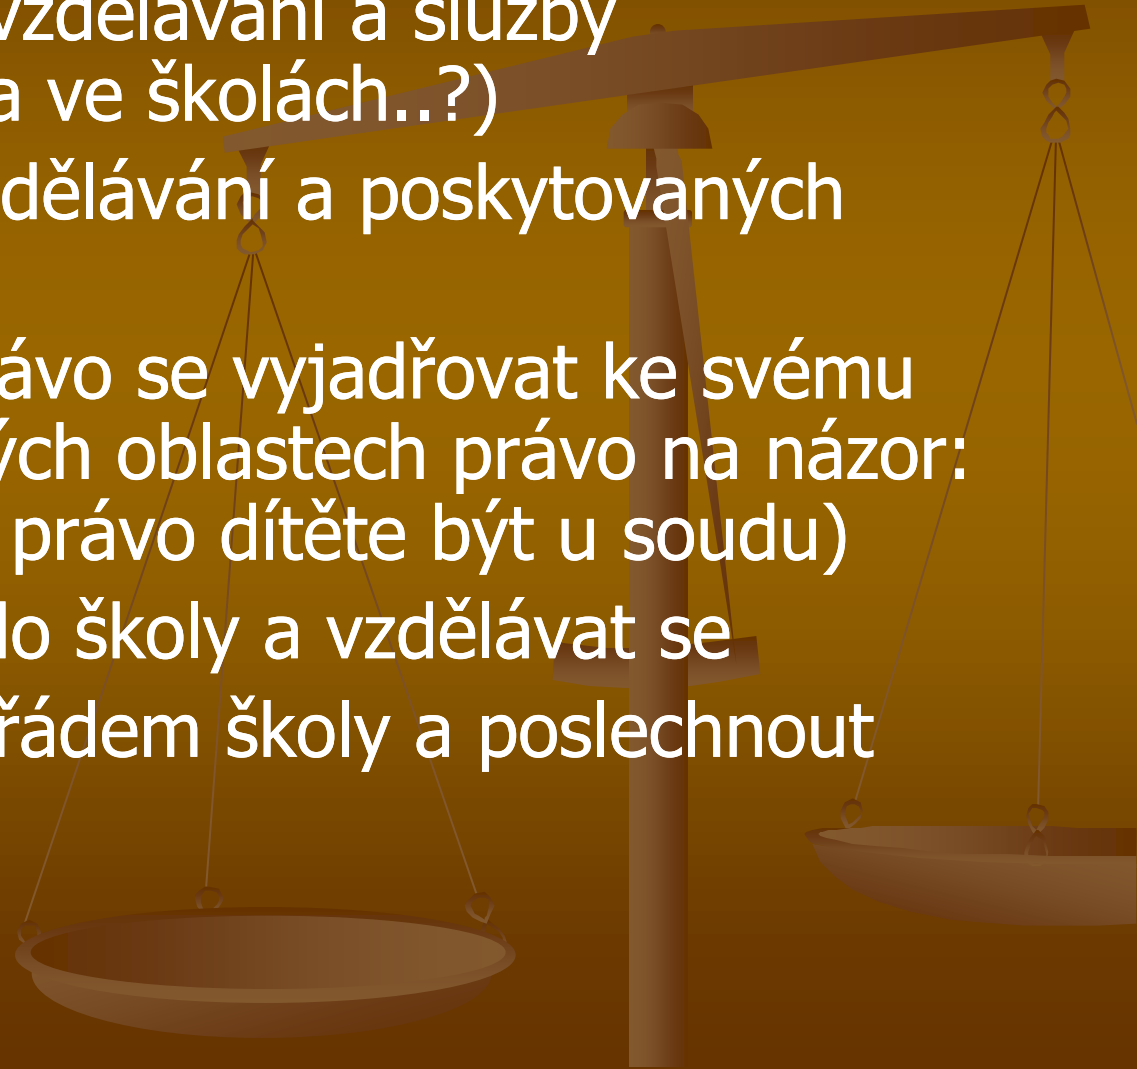 vzdělávání a služby
a ve školách..?)
dělávání a poskytovaných
ávo se vyjadřovat ke svému
ých oblastech právo na názor:
právo dítěte být u soudu)
do školy a vzdělávat se
řádem školy a poslechnout